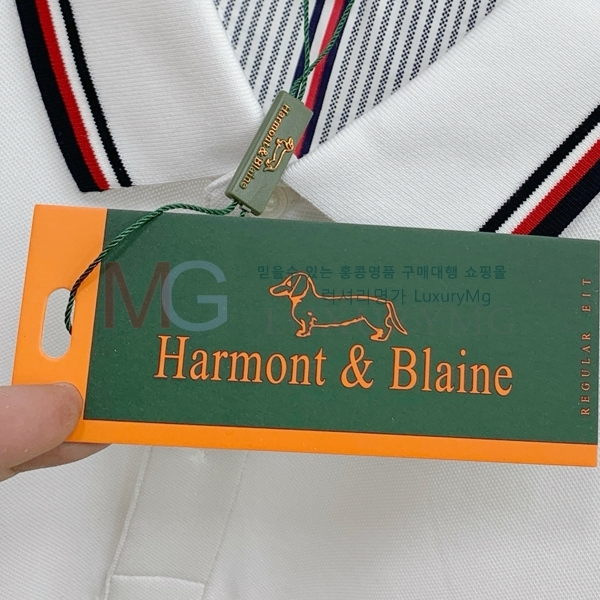 Harmont & Blaine
MG
믿을수 있는 홍콩명품 구매대행 쇼핑몰
럭셔리명가 LuxuryMg
Harmont & Blaine
REGULAR FIT